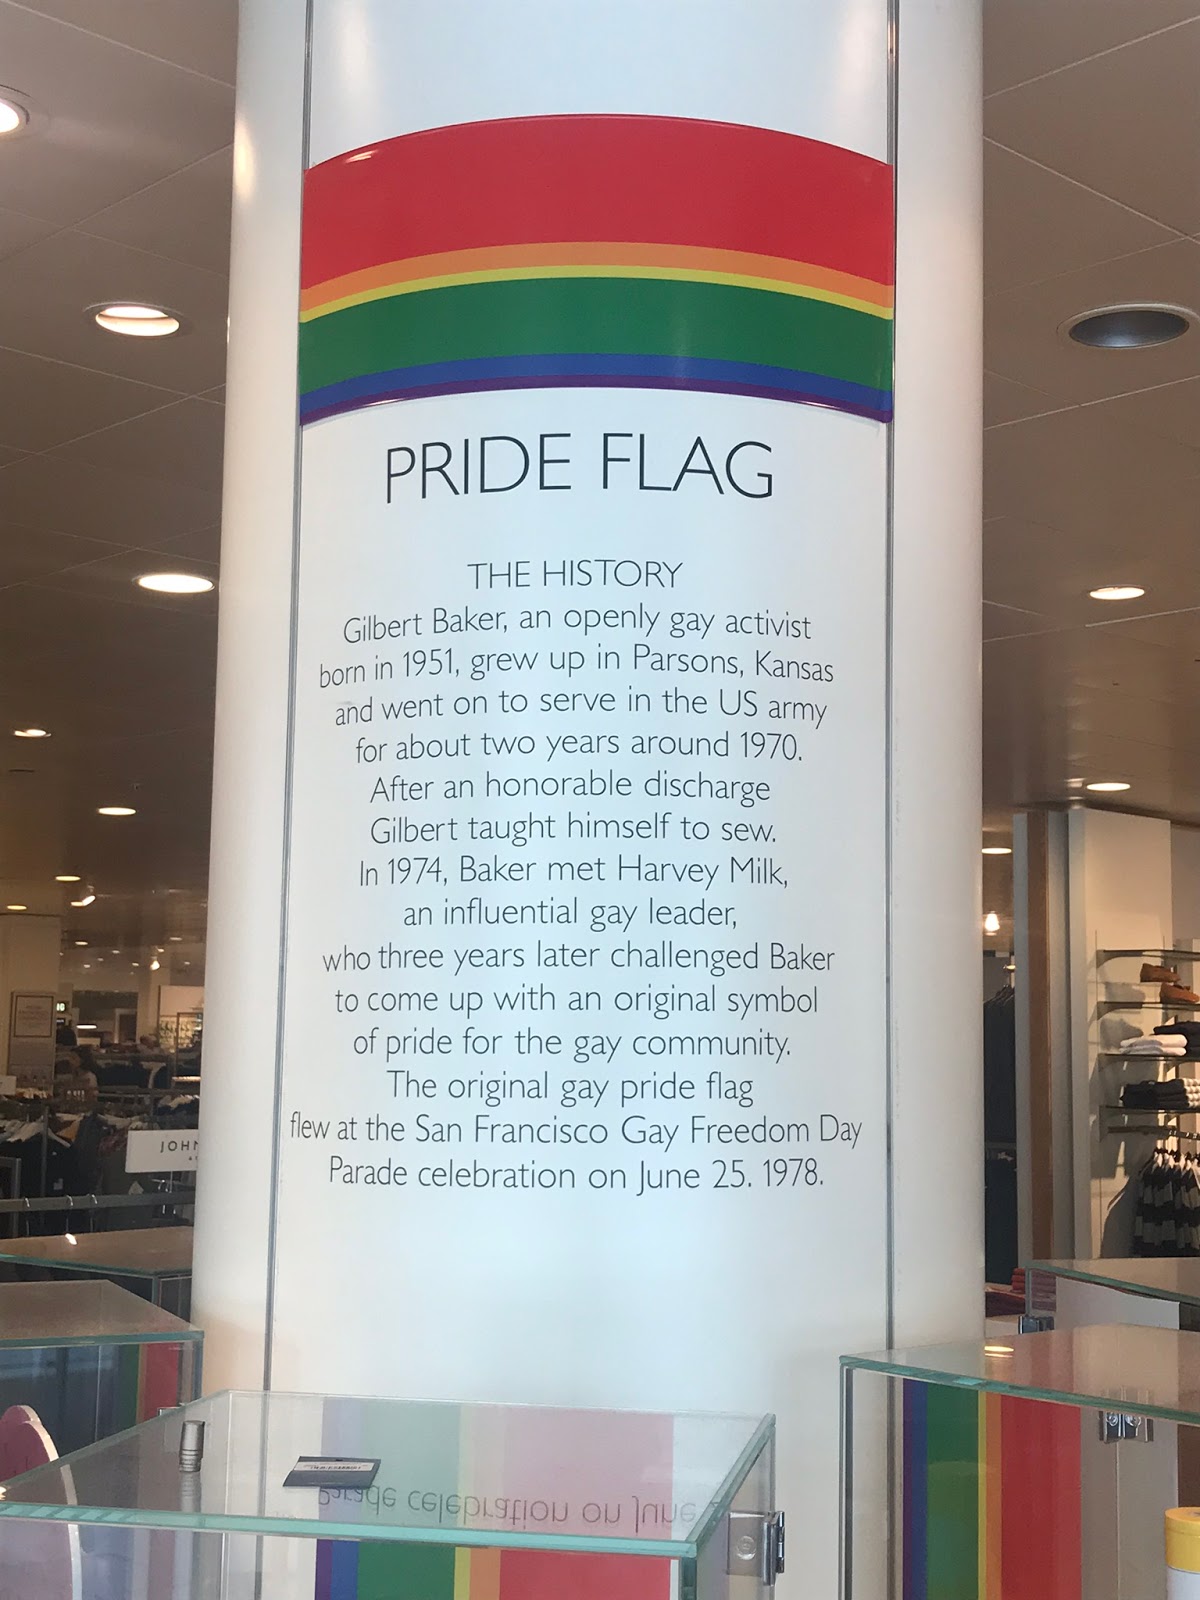 PRIDE FLAG
THE HISTORY
Gilbert Baker, an openly gay activist
born in 1951, grew up in Parsons, Kansas
and went on to serve in the US army
for about two years around 1970.
After an honorable discharge
Gilbert taught himself to sew.
In 1974, Baker met Harvey Milk,
an influential gay leader,
who three years later challenged Baker
to come up with an original symbol
of pride for the gay community.
The original gay pride flag
flew at the San Francisco Gay Freedom Day
Parade celebration on June 25. 1978.
JOHN